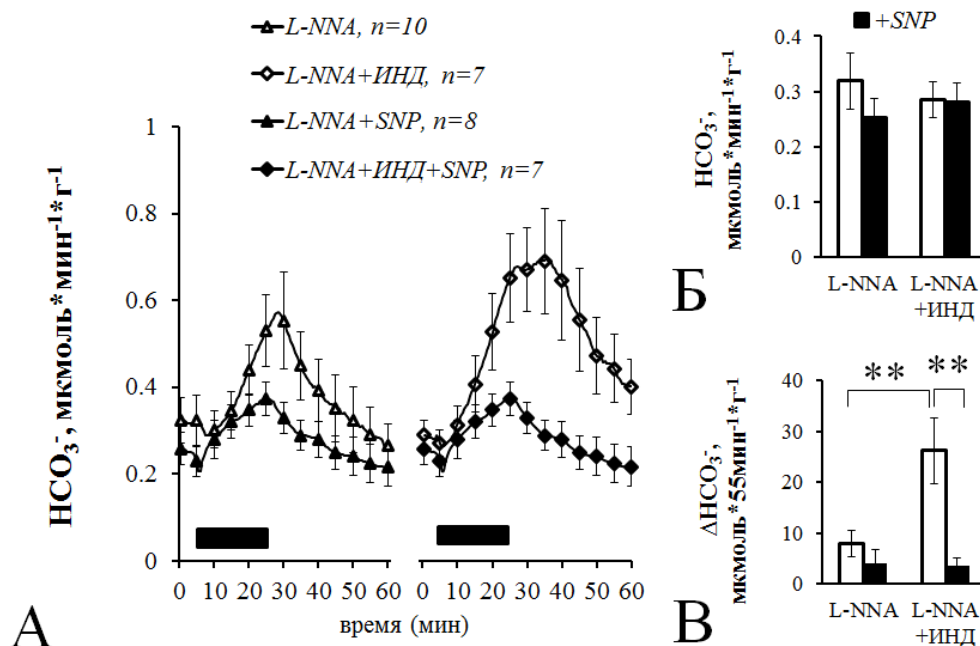 L-NNA, n=10
L-NNA+ИНД, n=7
L-NNA+SNP, n=8
L-NNA+ИНД+SNP, n=7
HCO₃⁻, мкмоль*мин⁻¹*г⁻¹
1
0.8
0.6
0.4
0.2
0
0 10 20 30 40 50 60
0 10 20 30 40 50 60
время (мин)
А
+SNP
HCO₃⁻,
мкмоль*мин⁻¹*г⁻¹
0.4
0.3
0.2
0.1
0
L-NNA
L-NNA
+ИНД
Б
** **
ΔHCO₃⁻,
мкмоль*55мин⁻¹*г⁻¹
40
30
20
10
0
L-NNA
L-NNA
+ИНД
В